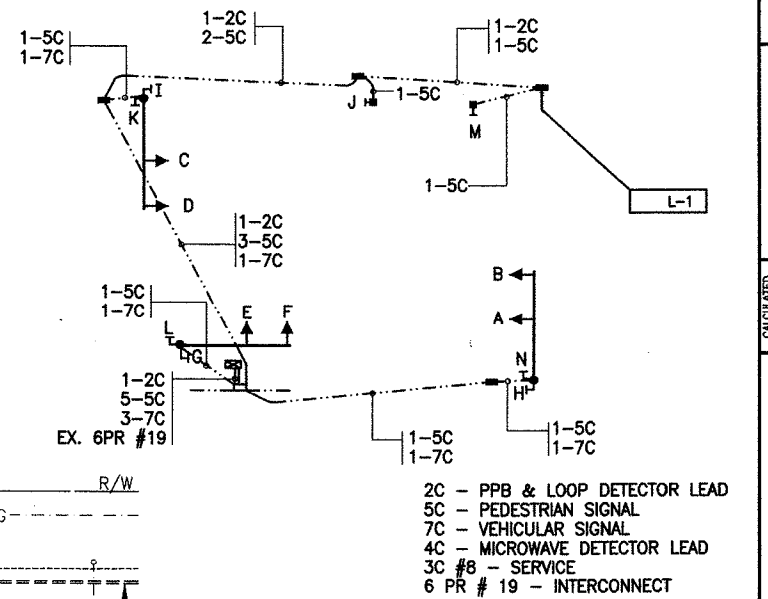 1-2C
2-5C
1-5C
1-7C
1-2C
1-5C
I
K
J
1-5C
M
C
1-5C
L-1
D
1-2C
3-5C
1-7C
B
1-5C
1-7C
E
F
A
L
G
N
1-2C
5-5C
3-7C
EX. 6PR #19
H
1-5C
1-7C
1-5C
1-7C
R/W
G
2C - PPB & LOOP DETECTOR LEAD
5C - PEDESTRIAN SIGNAL
7C - VEHICULAR SIGNAL
4C - MICROWAVE DETECTOR LEAD
3C #8 - SERVICE
6 PR # 19 - INTERCONNECT
CALCULATED